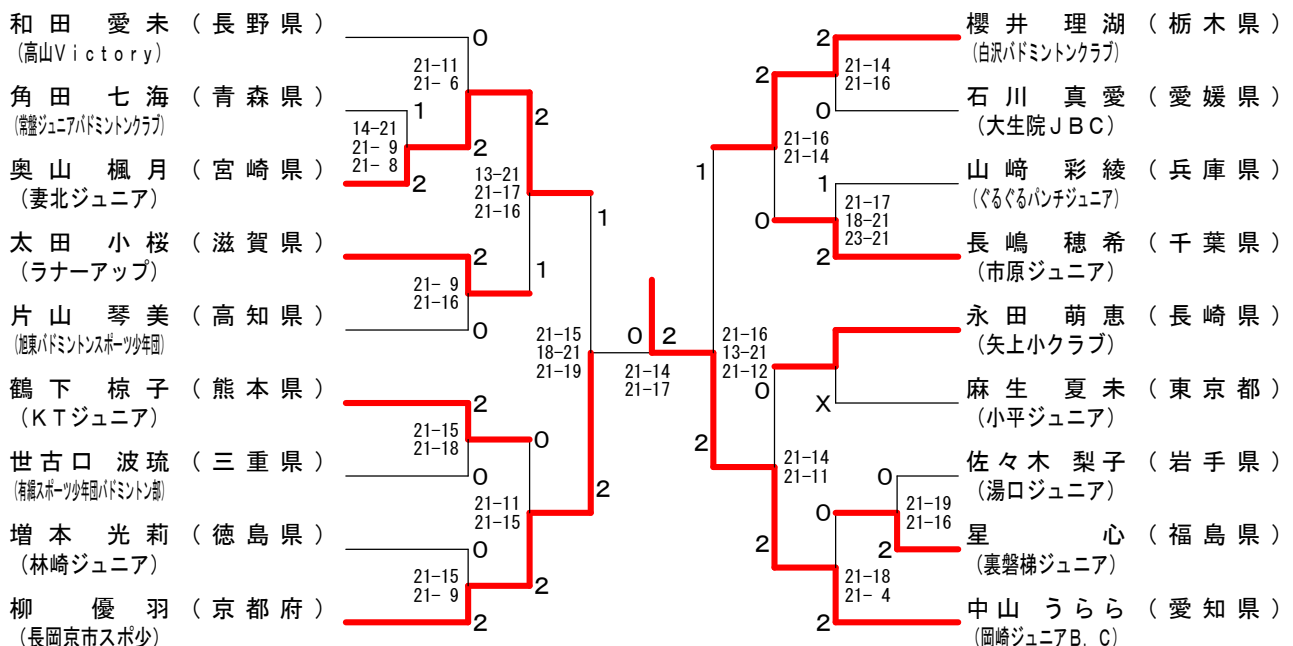 和田 愛未 (長野県)
(高山Victory)
角田 七海 (青森県)
(常盤ジュニアバドミントンクラブ)
奥山 楓月 (宮崎県)
(妻北ジュニア)
太田 小桜 (滋賀県)
(ラナーアップ)
片山 琴美 (高知県)
(旭東バドミントンスポーツ少年団)
鶴下 椋子 (熊本県)
(KTジュニア)
世古口 波琉 (三重県)
(有緝スポーツ少年団バドミントン部)
増本 光莉 (徳島県)
(林崎ジュニア)
柳 優羽 (京都府)
(長岡京市スポ少)
0
21-11
21- 6
1
14-21
21- 9
21- 8
2
2
2
13-21
21-17
21-16
1
2
21- 9
21-16
0
1
21-15
18-21
21-19
2
21-15
21-18
0
0
21-11
21-15
2
0
21-15
21- 9
2
2
0
2
21-14
21-17
2
21-14
21-16
0
2
21-16
21-14
1
1
21-17
18-21
23-21
0
2
21-16
13-21
21-12
0
X
2
21-14
21-11
0
21-19
21-16
0
2
2
21-18
21- 4
2
櫻井 理湖 (栃木県)
(白沢バドミントンクラブ)
石川 真愛 (愛媛県)
(大生院JBC)
山﨑 彩綾 (兵庫県)
(ぐるぐるパンチジュニア)
長嶋 穂希 (千葉県)
(市原ジュニア)
永田 萌恵 (長崎県)
(矢上小クラブ)
麻生 夏未 (東京都)
(小平ジュニア)
佐々木 梨子 (岩手県)
(湯口ジュニア)
星 心 (福島県)
(裏磐梯ジュニア)
中山 うらら (愛知県)
(岡崎ジュニアB.C)